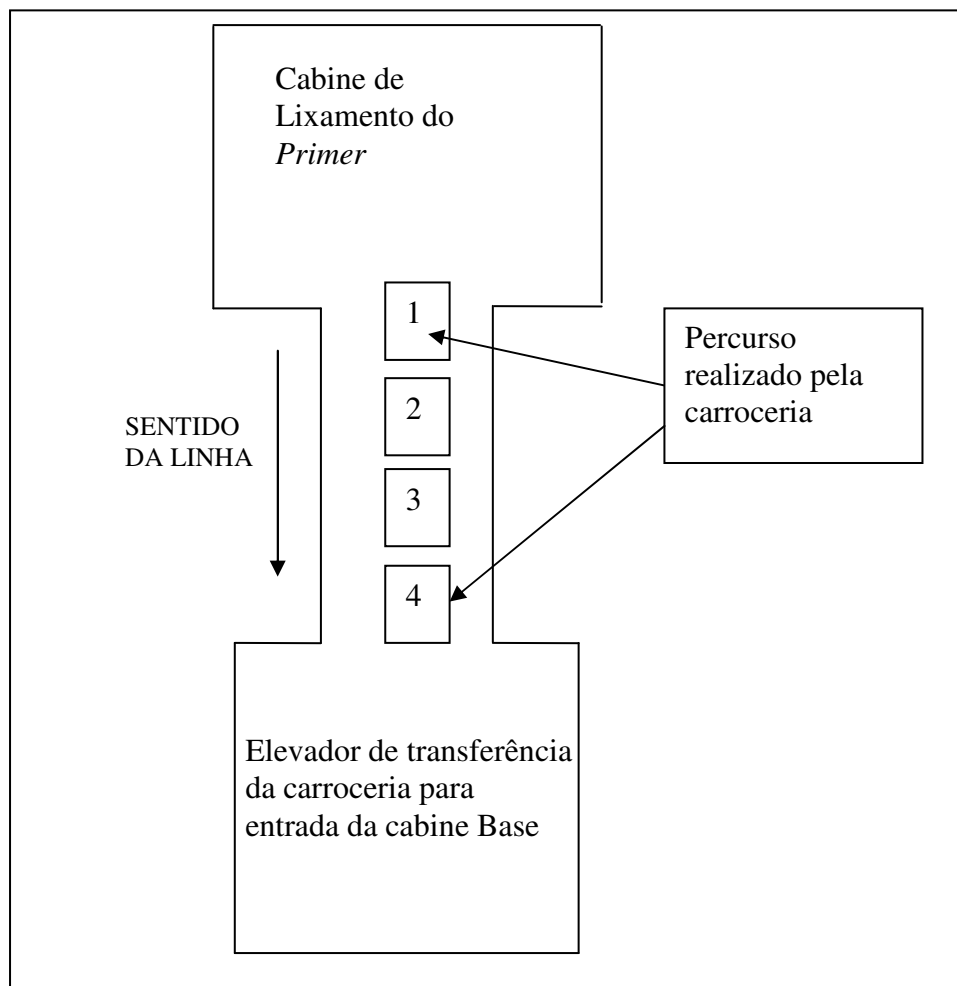 Cabine de
Lixamento do
Primer
1
Percurso
realizado pela
carroceria
2
SENTIDO
DA LINHA
3
4
Elevador de transferência
da carroceria para
entrada da cabine Base